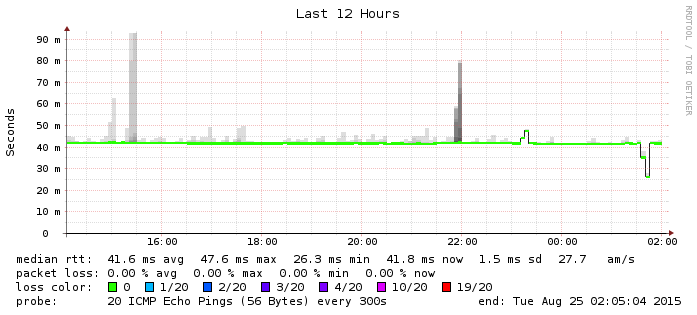 Last 12 Hours
RRDTOOL / TOBI OETIKER
Seconds
90 m
80 m
70 m
60 m
50 m
40 m
30 m
20 m
10 m
0
16:00 18:00 20:00 22:00 00:00 02:00
median rtt: 41.6 ms avg 47.6 ms max 26.3 ms min 41.8 ms now 1.5 ms sd 27.7 am/s
packet loss: 0.00 % avg 0.00 % max 0.00 % min 0.00 % now
loss color: 0 1/20 2/20 3/20 4/20 10/20 19/20
probe: 20 ICMP Echo Pings (56 Bytes) every 300s end: Tue Aug 25 02:05:04 2015